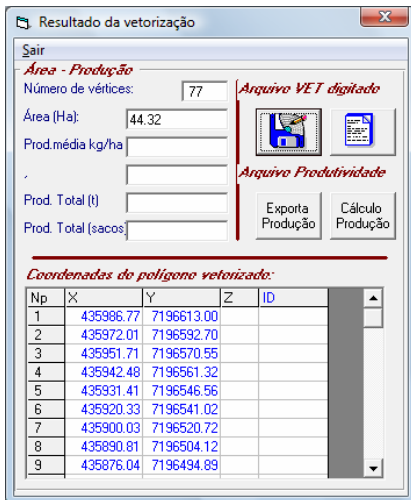 Resultado da vetorização
Sair
Área - Produção
Número de vértices: 77
Área (Ha): 44.32
Prod.média kg/ha
,
Prod. Total (t)
Prod. Total (sacos)
Arquivo VET digitado
Arquivo Produtividade
Exporta Produção
Cálculo Produção
Coordenadas do polígono vetorizado:
Np X Y Z ID
1 435986.77 7196613.00
2 435972.01 7196592.70
3 435951.71 7196570.55
4 435942.48 7196561.32
5 435931.41 7196546.56
6 435920.33 7196541.02
7 435900.03 7196520.72
8 435890.81 7196504.12
9 435876.04 7196494.89